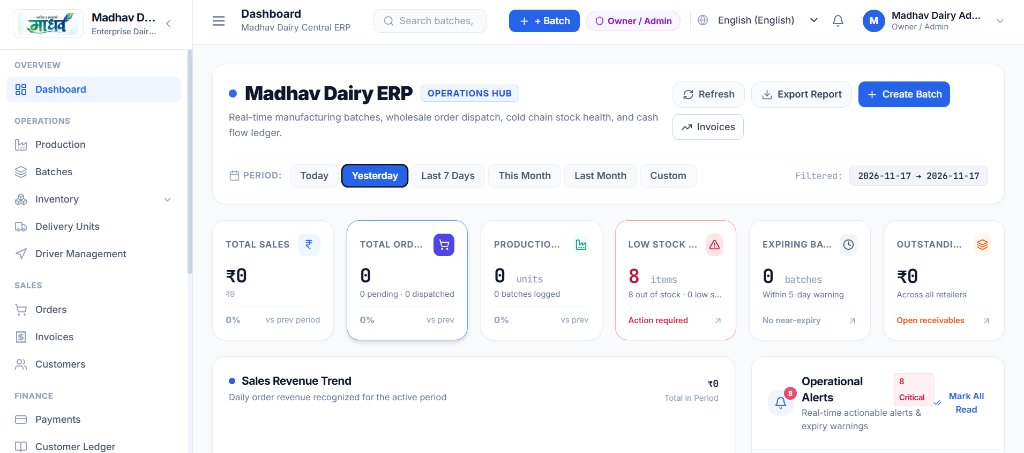 माधव
Madhav D...
Enterprise Dair...
OVERVIEW
Dashboard
OPERATIONS
Production
Batches
Inventory
Delivery Units
Driver Management
SALES
Orders
Invoices
Customers
FINANCE
Payments
Customer Ledger
Dashboard
Madhav Dairy Central ERP
Search batches,
+ Batch
Owner / Admin
English (English)
M
Madhav Dairy Ad...
Owner / Admin
Madhav Dairy ERP
OPERATIONS HUB
Real-time manufacturing batches, wholesale order dispatch, cold chain stock health, and cash
flow ledger.
Refresh
Export Report
+ Create Batch
Invoices
PERIOD:
Today
Yesterday
Last 7 Days
This Month
Last Month
Custom
Filtered:
2026-11-17 → 2026-11-17
TOTAL SALES
₹
₹0
₹0
0%
vs prev period
TOTAL ORD...
0
0 pending · 0 dispatched
0%
vs prev
PRODUCTIO...
0 units
0 batches logged
0%
vs prev
LOW STOCK ...
8 items
8 out of stock · 0 low s...
Action required
EXPIRING BA...
0 batches
Within 5-day warning
No near-expiry
OUTSTANDI...
₹0
Across all retailers
Open receivables
Sales Revenue Trend
Daily order revenue recognized for the active period
₹0
Total in Period
8
Operational
Alerts
8
Critical
Mark All
Read
Real-time actionable alerts &
expiry warnings